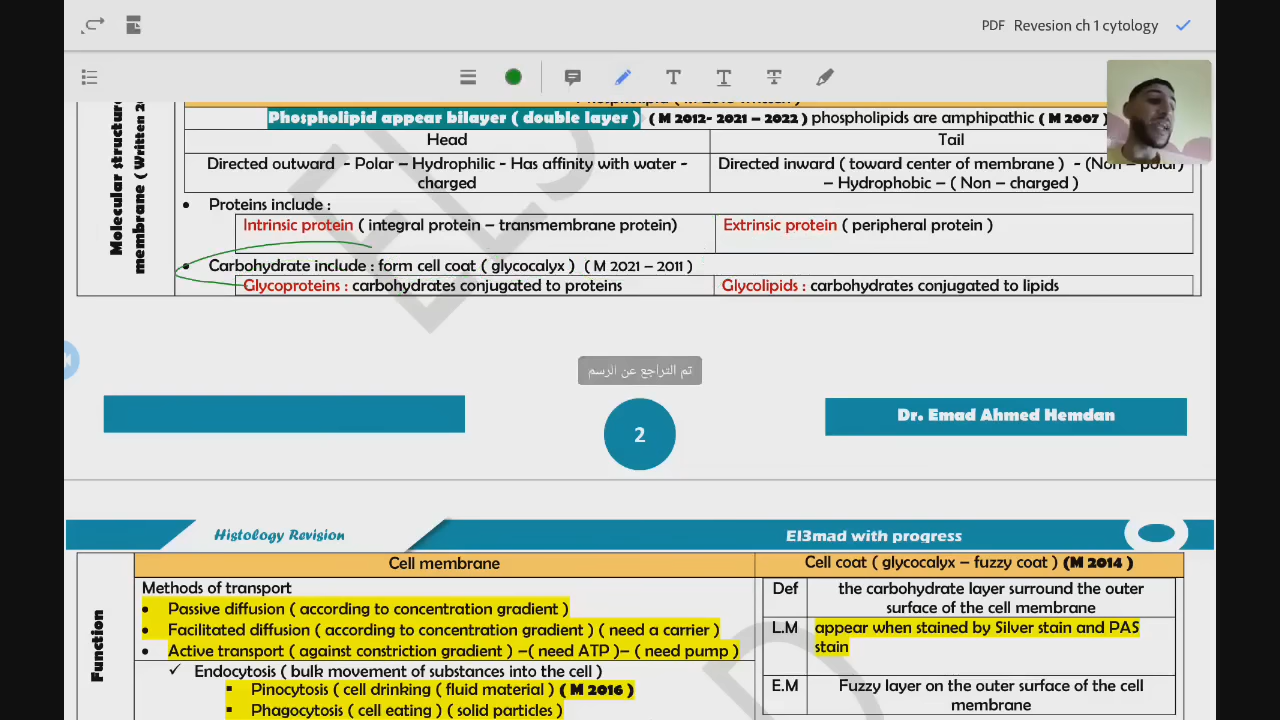 PDF Revesion ch 1 cytology
Molecular structure
membrane ( Written 20
Phospholipid appear bilayer ( double layer ) ( M 2012- 2021 – 2022 ) phospholipids are amphipathic ( M 2007 )
Head
Tail
Directed outward - Polar – Hydrophilic - Has affinity with water -
charged
Directed inward ( toward center of membrane ) - (Non – polar)
– Hydrophobic – ( Non – charged )
• Proteins include :
Intrinsic protein ( integral protein – transmembrane protein)
Extrinsic protein ( peripheral protein )
• Carbohydrate include : form cell coat ( glycocalyx ) ( M 2021 – 2011 )
Glycoproteins : carbohydrates conjugated to proteins
Glycolipids : carbohydrates conjugated to lipids
تم التراجع عن الرسم
2
Dr. Emad Ahmed Hemdan
Histology Revision
El3mad with progress
Function
Cell membrane
Cell coat ( glycocalyx – fuzzy coat ) (M 2014 )
Methods of transport
• Passive diffusion ( according to concentration gradient )
• Facilitated diffusion ( according to concentration gradient ) ( need a carrier )
• Active transport ( against constriction gradient ) –( need ATP )– ( need pump )
✓ Endocytosis ( bulk movement of substances into the cell )
▪ Pinocytosis ( cell drinking ( fluid material ) ( M 2016 )
▪ Phagocytosis ( cell eating ) ( solid particles )
Def
the carbohydrate layer surround the outer
surface of the cell membrane
L.M
appear when stained by Silver stain and PAS
stain
E.M
Fuzzy layer on the outer surface of the cell
membrane